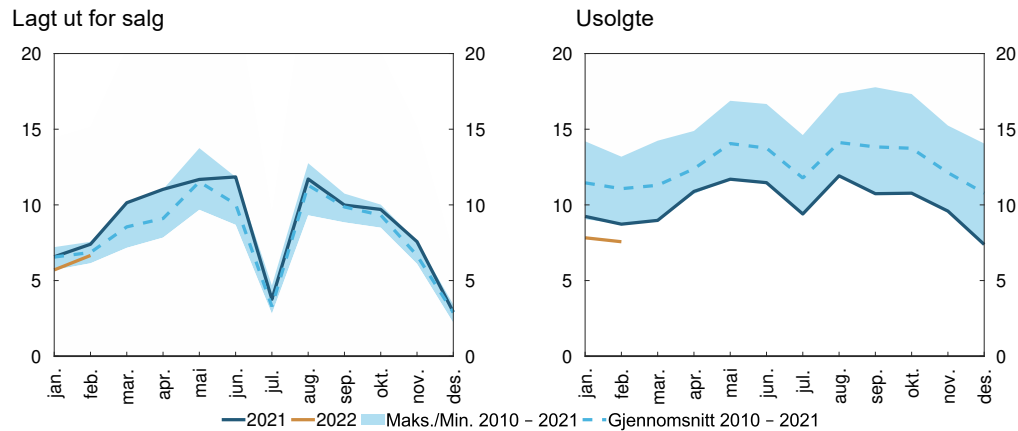 Lagt ut for salg
Usolgte
20 20 20 20
15 15 15 15
10 10 10 10
5 5 5 5
0 0 0 0
jan. feb. mar. apr. mai jun. jul. aug. sep. okt. nov. des.
jan. feb. mar. apr. mai jun. jul. aug. sep. okt. nov. des.
2021 2022 Maks./Min. 2010 – 2021 Gjennomsnitt 2010 – 2021